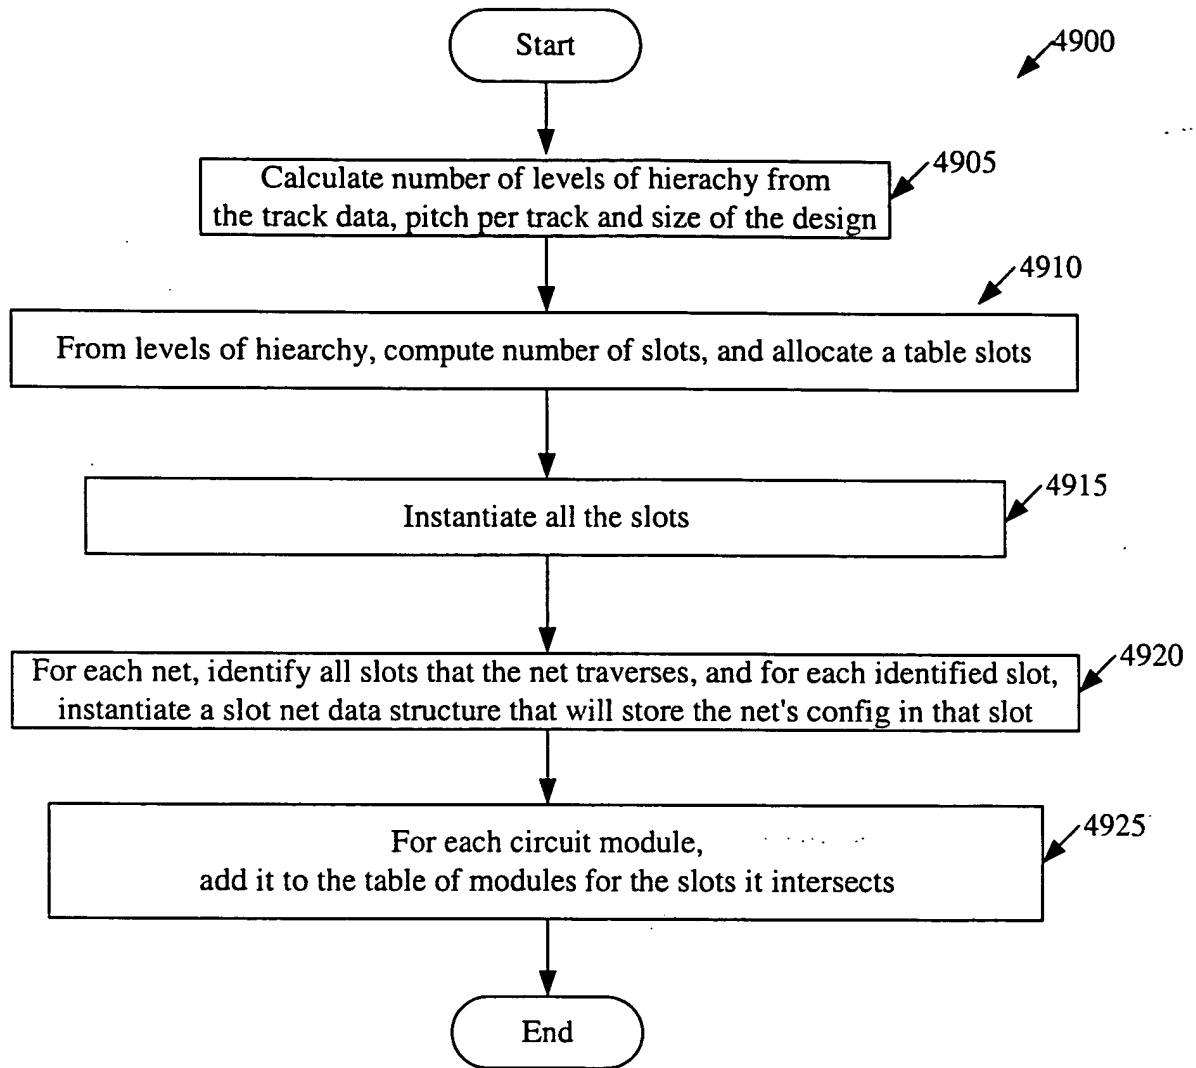 Start
4900
Calculate number of levels of hierachy from
the track data, pitch per track and size of the design
4905
4910
From levels of hiearchy, compute number of slots, and allocate a table slots
4915
Instantiate all the slots
For each net, identify all slots that the net traverses, and for each identified slot,
instantiate a slot net data structure that will store the net's config in that slot
4920
For each circuit module,
add it to the table of modules for the slots it intersects
4925
End